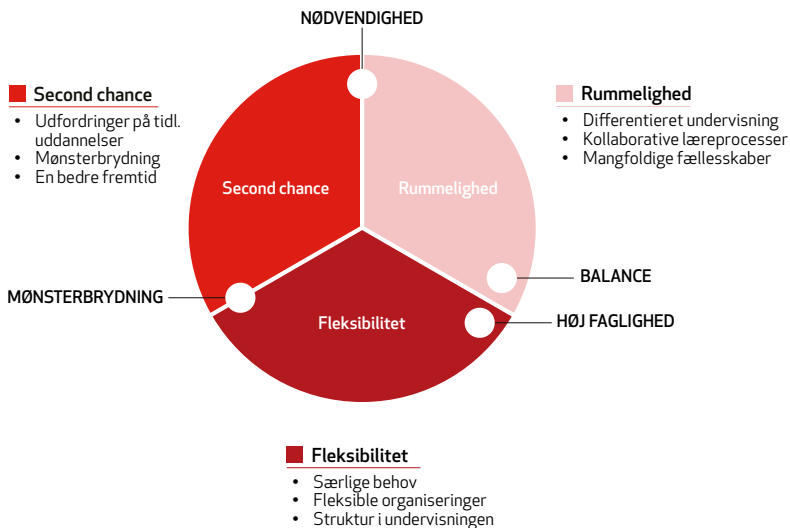 NØDVENDIGHED
Second chance
• Udfordringer på tidl.
uddannelser
• Mønsterbrydning
• En bedre fremtid
Rummelighed
• Differentieret undervisning
• Kollaborative læreprocesser
• Mangfoldige fællesskaber
Second chance
Rummelighed
BALANCE
MØNSTERBRYDNING
Fleksibilitet
HØJ FAGLIGHED
Fleksibilitet
• Særlige behov
• Fleksible organiseringer
• Struktur i undervisningen